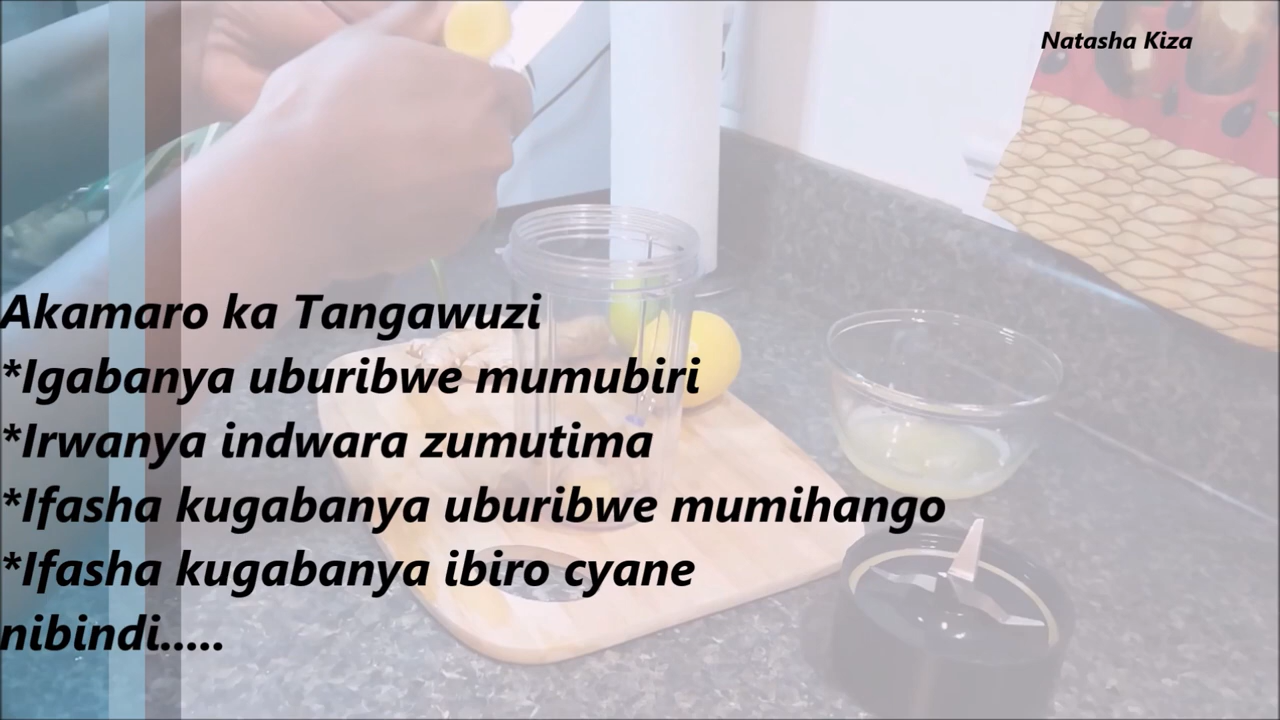 Natasha Kiza
Akamaro ka Tangawuzi
*Igabanya uburibwe mumubiri
*Irwanya indwara zumutima
*Ifasha kugabanya uburibwe mumihango
*Ifasha kugabanya ibiro cyane
nibindi.....